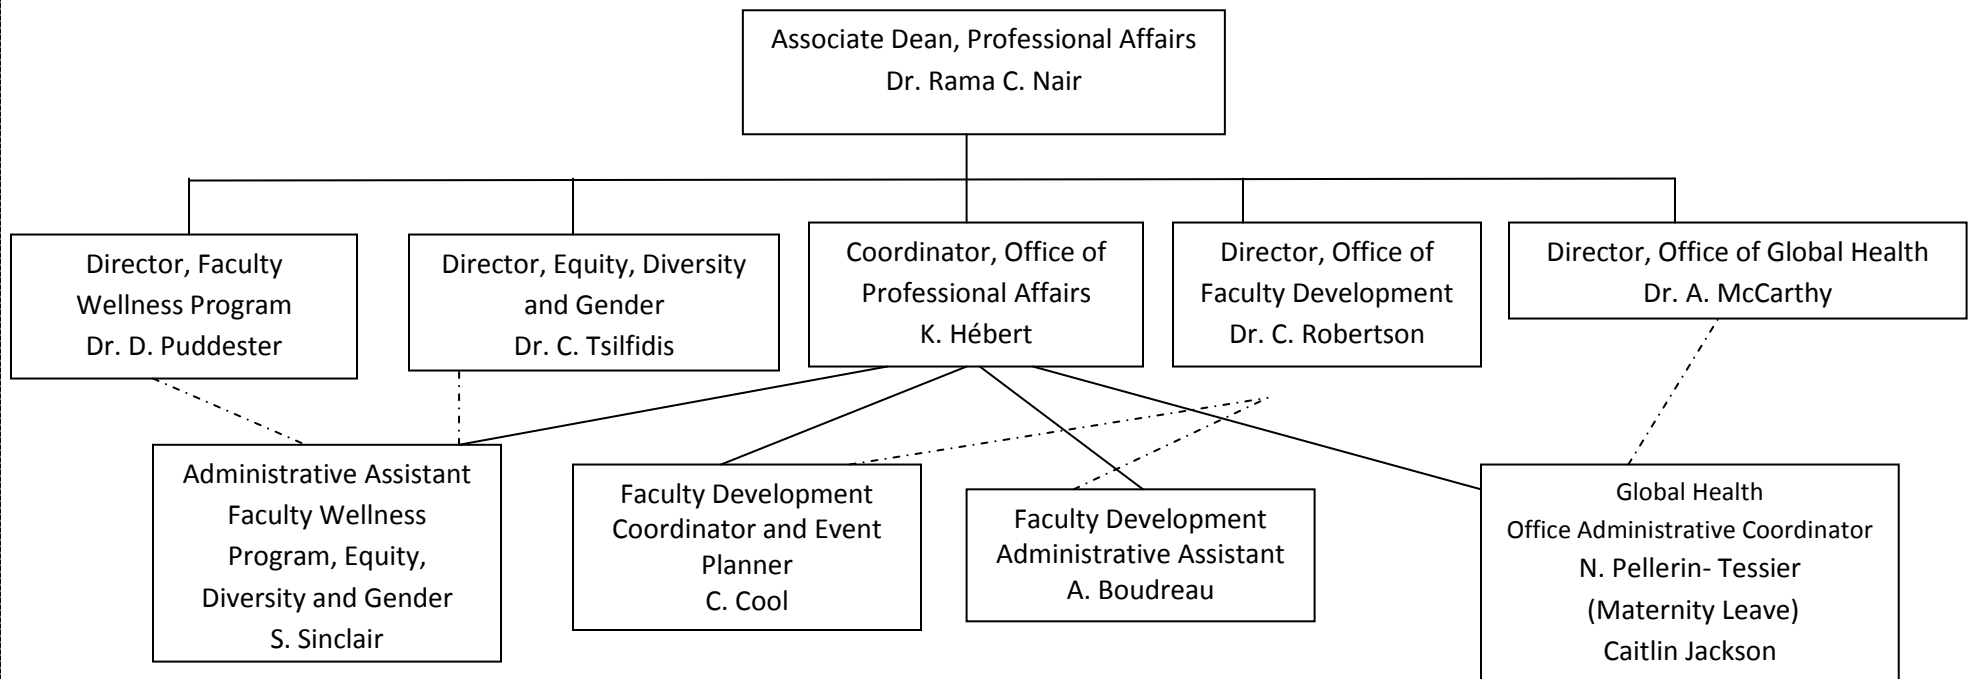 Associate Dean, Professional Affairs
Dr. Rama C. Nair
Director, Faculty
Wellness Program
Dr. D. Puddester
Director, Equity, Diversity
and Gender
Dr. C. Tsilfidis
Coordinator, Office of
Professional Affairs
K. Hébert
Director, Office of
Faculty Development
Dr. C. Robertson
Director, Office of Global Health
Dr. A. McCarthy
Administrative Assistant
Faculty Wellness
Program, Equity,
Diversity and Gender
S. Sinclair
Faculty Development
Coordinator and Event
Planner
C. Cool
Faculty Development
Administrative Assistant
A. Boudreau
Global Health
Office Administrative Coordinator
N. Pellerin- Tessier
(Maternity Leave)
Caitlin Jackson